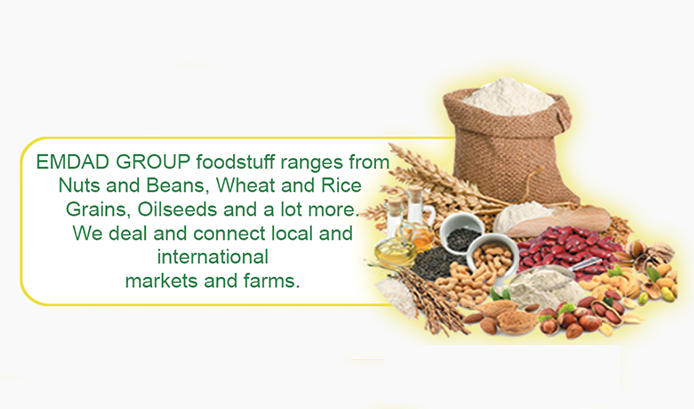 EMDAD GROUP foodstuff ranges from
Nuts and Beans, Wheat and Rice
Grains, Oilseeds and a lot more.
We deal and connect local and
international
markets and farms.